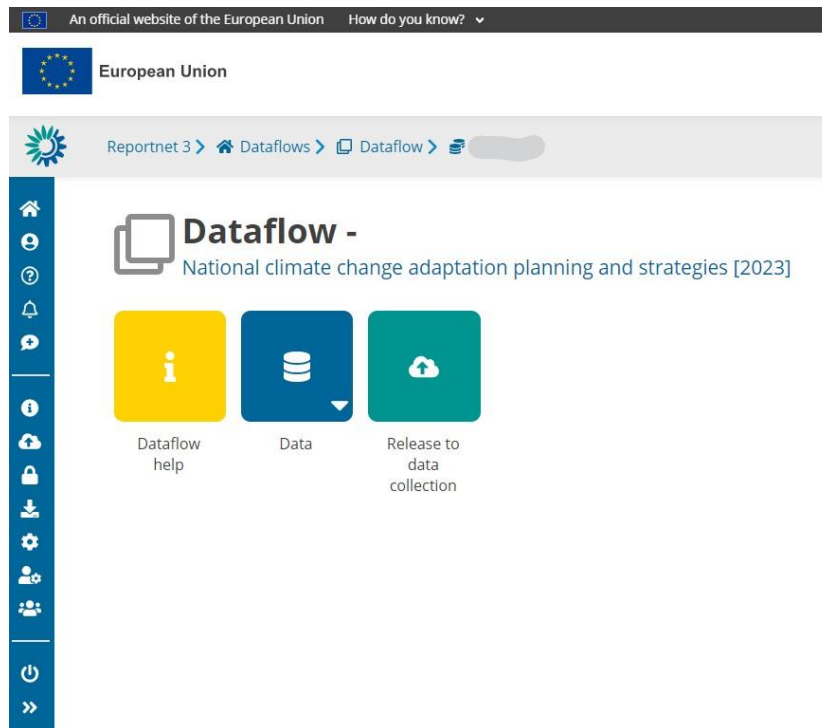 An official website of the European Union How do you know?
European Union
Reportnet 3 Dataflows Dataflow
Dataflow -
National climate change adaptation planning and strategies [2023]
Dataflow
help
Data
Release to
data
collection